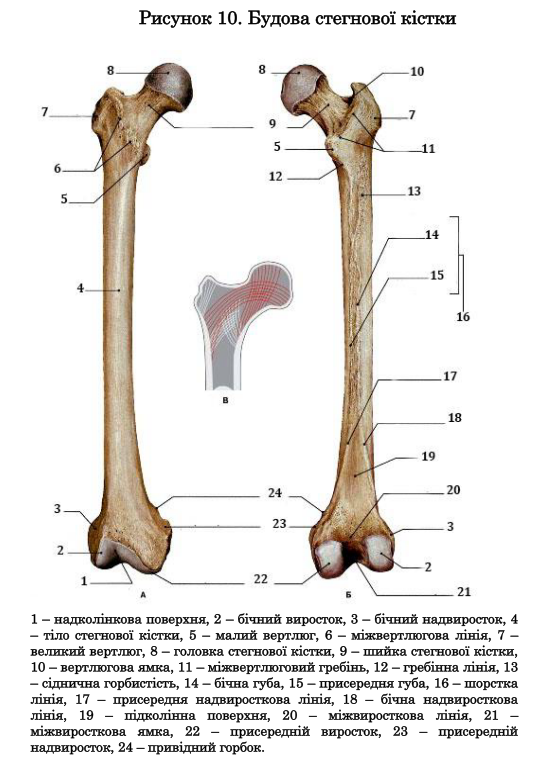 Рисунок 10. Будова стегнової кістки
8
8
10
7
9
7
6
5
11
5
12
13
14
4
15
16
В
17
18
19
24
20
3
23
3
2
2
1
А
22
Б
21
1 – надколінкова поверхня, 2 – бічний виросток, 3 – бічний надвиросток, 4
– тіло стегнової кістки, 5 – малий вертлюг, 6 – міжвертлюгова лінія, 7 –
великий вертлюг, 8 – головка стегнової кістки, 9 – шийка стегнової кістки,
10 – вертлюгова ямка, 11 – міжвертлюговий гребінь, 12 – гребінна лінія, 13
– сіднична горбистість, 14 – бічна губа, 15 – присередня губа, 16 – шорстка
лінія, 17 – присередня надвиросткова лінія, 18 – бічна надвиросткова
лінія, 19 – підколінна поверхня, 20 – міжвиросткова лінія, 21 –
міжвиросткова ямка, 22 – присередній виросток, 23 – присередній
надвиросток, 24 – привідний горбок.